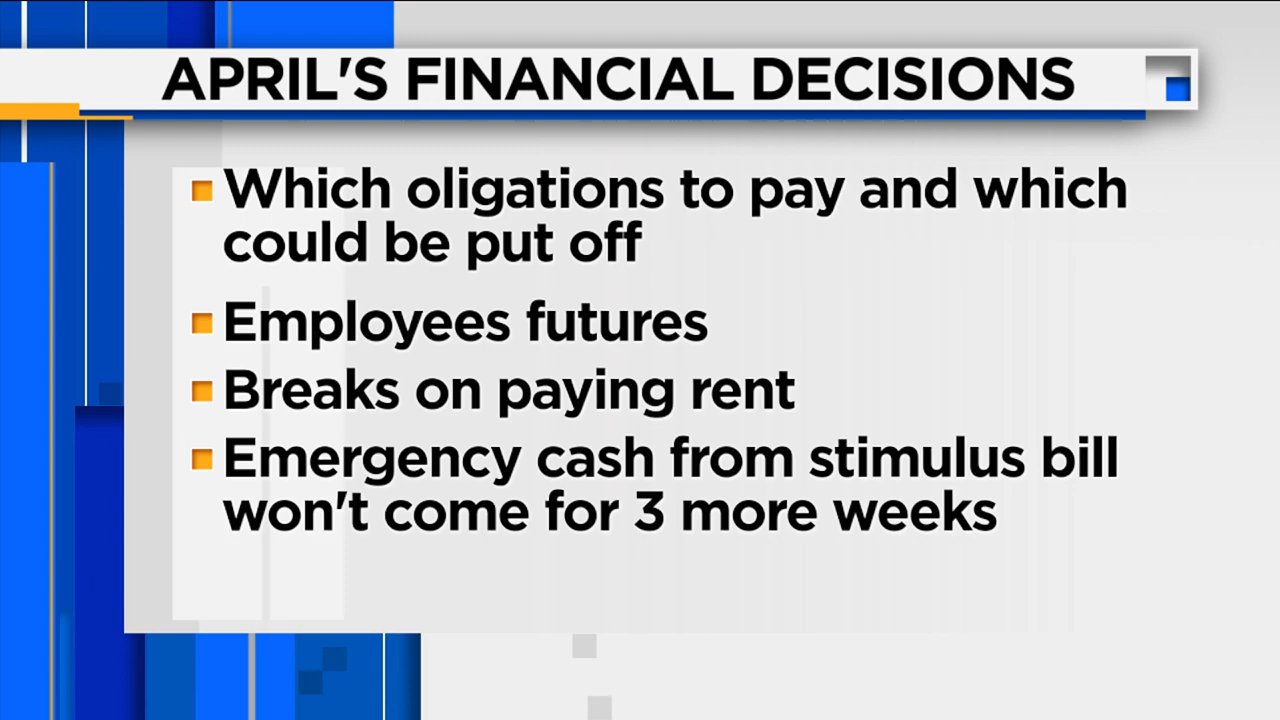 APRIL'S FINANCIAL DECISIONS
Which oligations to pay and which
could be put off
Employees futures
Breaks on paying rent
Emergency cash from stimulus bill
won't come for 3 more weeks